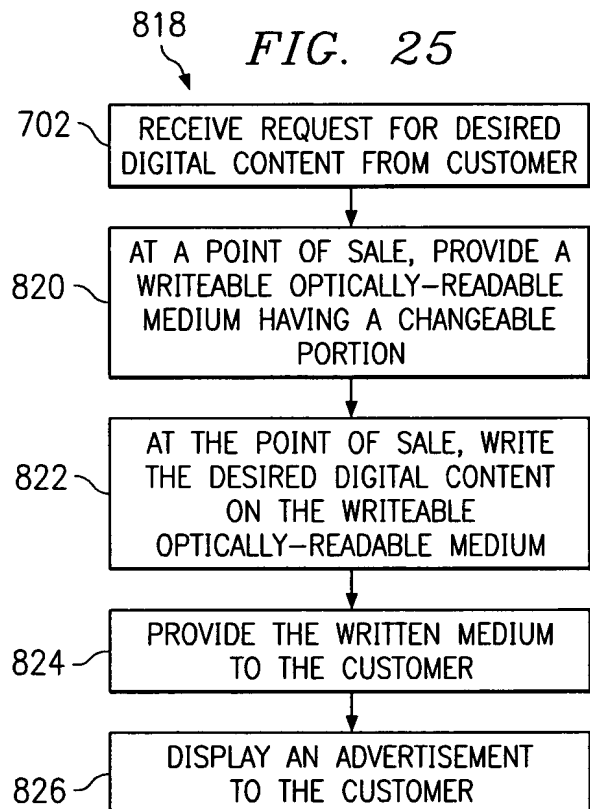 818
FIG. 25
702
RECEIVE REQUEST FOR DESIRED
DIGITAL CONTENT FROM CUSTOMER
820
AT A POINT OF SALE, PROVIDE A
WRITEABLE OPTICALLY-READABLE
MEDIUM HAVING A CHANGEABLE
PORTION
822
AT THE POINT OF SALE, WRITE
THE DESIRED DIGITAL CONTENT
ON THE WRITEABLE
OPTICALLY-READABLE MEDIUM
824
PROVIDE THE WRITTEN MEDIUM
TO THE CUSTOMER
826
DISPLAY AN ADVERTISEMENT
TO THE CUSTOMER